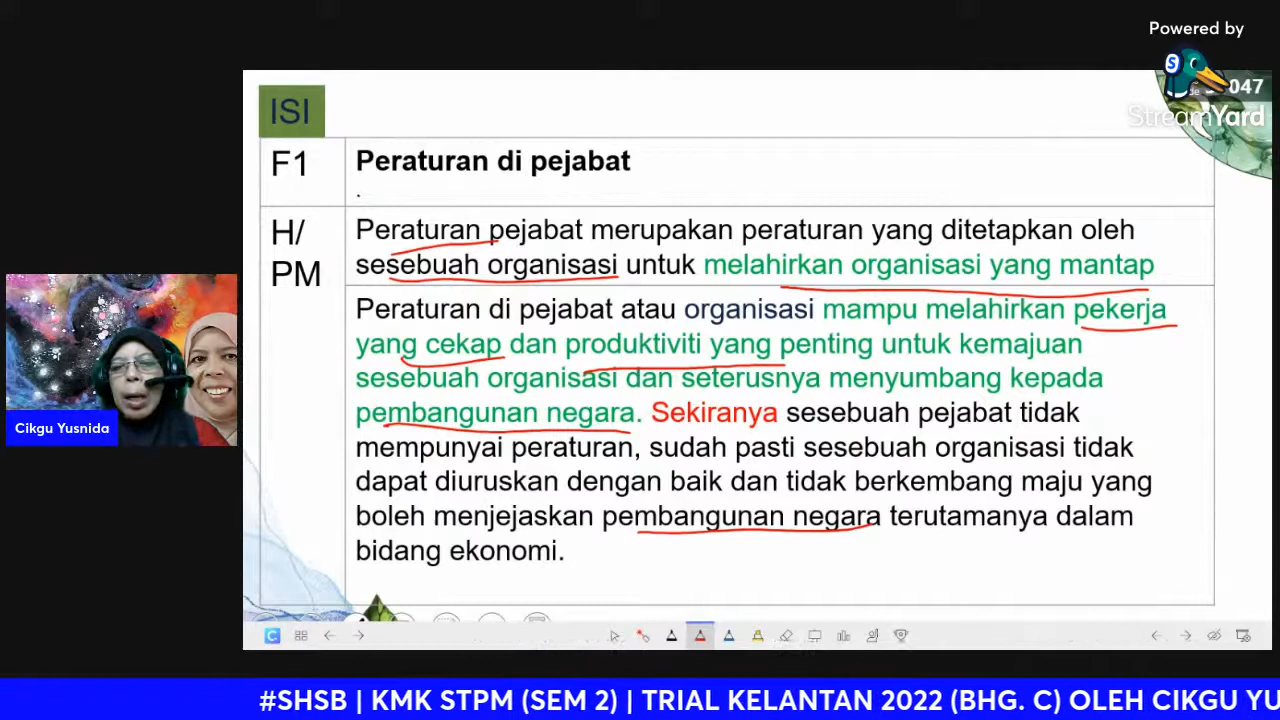 Powered by
047
StreamYard
ISI
F1
Peraturan di pejabat
.
H/
PM
Peraturan pejabat merupakan peraturan yang ditetapkan oleh
sesebuah organisasi untuk melahirkan organisasi yang mantap
Peraturan di pejabat atau organisasi mampu melahirkan pekerja
yang cekap dan produktiviti yang penting untuk kemajuan
sesebuah organisasi dan seterusnya menyumbang kepada
pembangunan negara. Sekiranya sesebuah pejabat tidak
mempunyai peraturan, sudah pasti sesebuah organisasi tidak
dapat diuruskan dengan baik dan tidak berkembang maju yang
boleh menjejaskan pembangunan negara terutamanya dalam
bidang ekonomi.
Cikgu Yusnida
#SHSB | KMK STPM (SEM 2) | TRIAL KELANTAN 2022 (BHG. C) OLEH CIKGU YU